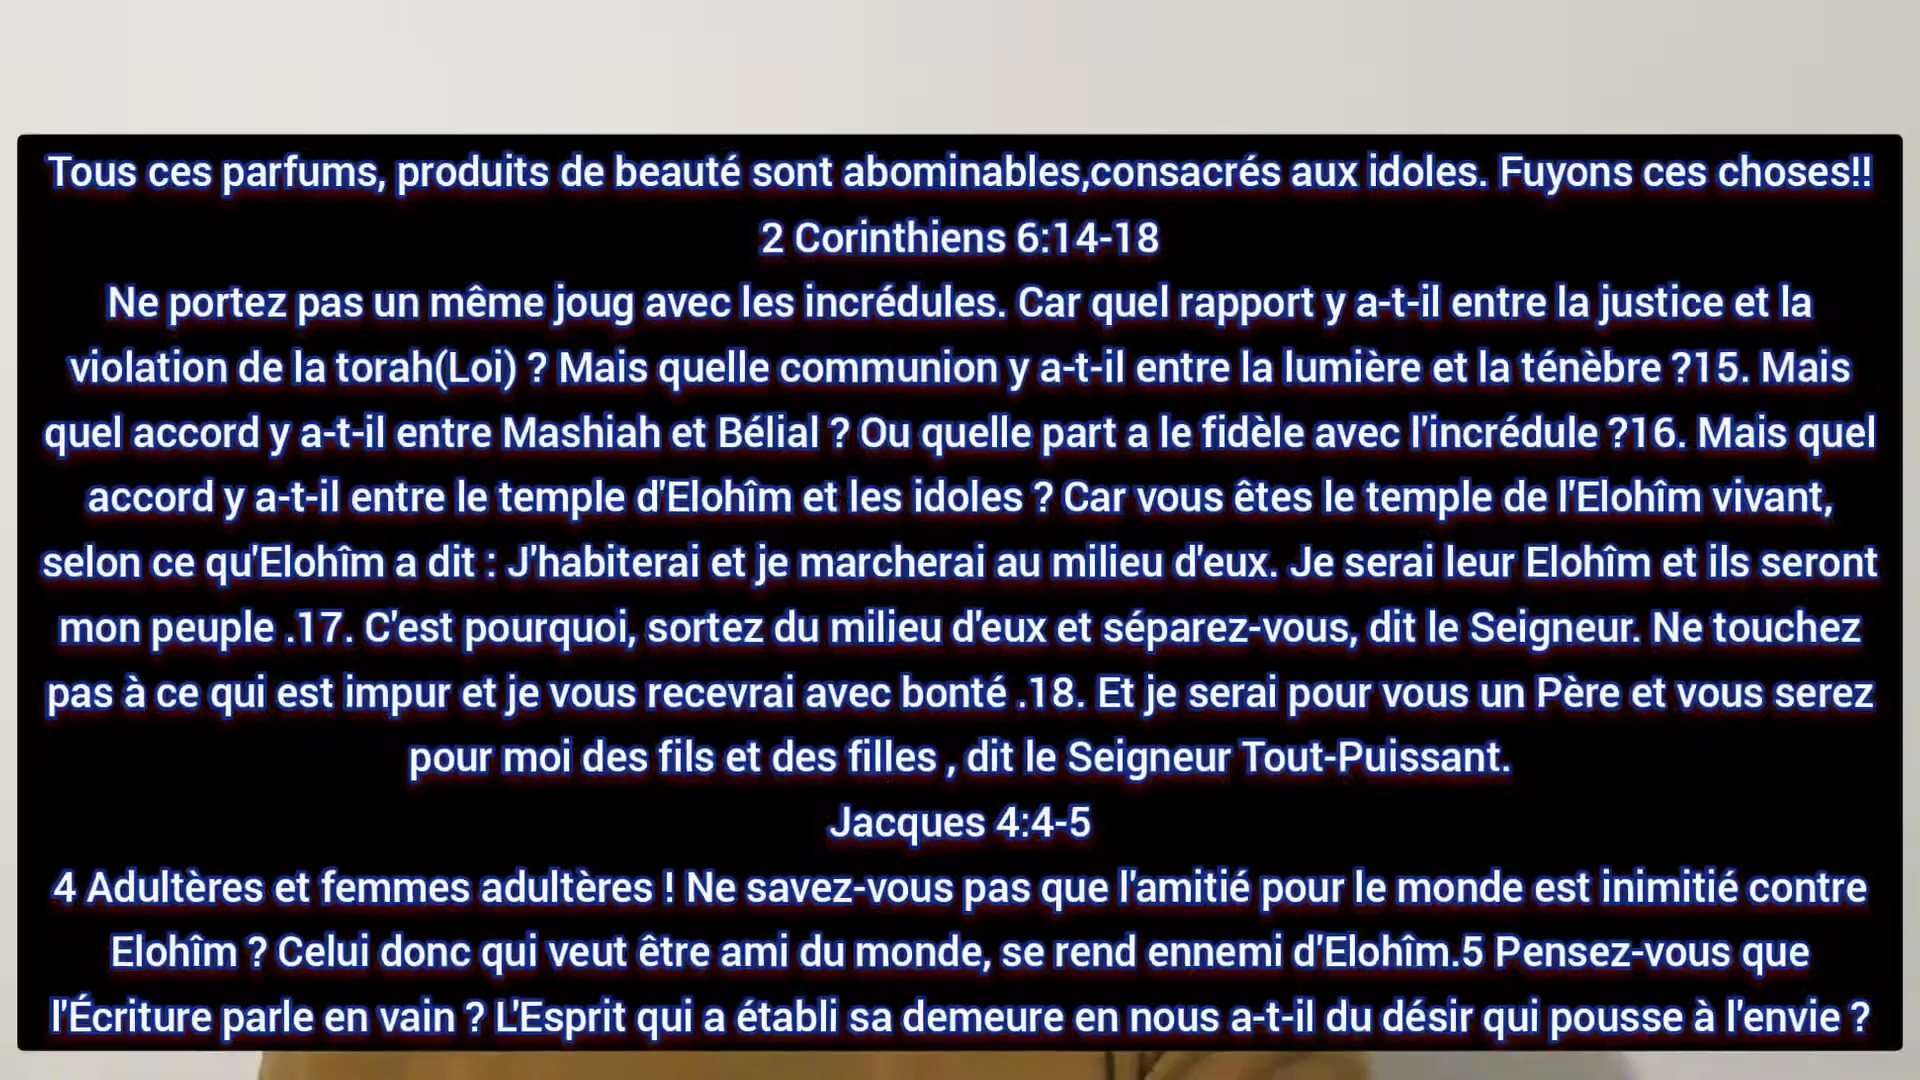 Tous ces parfums, produits de beauté sont abominables,consacrés aux idoles. Fuyons ces choses!!
2 Corinthiens 6:14-18
Ne portez pas un même joug avec les incrédules. Car quel rapport y a-t-il entre la justice et la
violation de la torah(Loi) ? Mais quelle communion y a-t-il entre la lumière et la ténèbre ?15. Mais
quel accord y a-t-il entre Mashiah et Bélial ? Ou quelle part a le fidèle avec l'incrédule ?16. Mais quel
accord y a-t-il entre le temple d'Elohîm et les idoles ? Car vous êtes le temple de l'Elohîm vivant,
selon ce qu'Elohîm a dit : J'habiterai et je marcherai au milieu d'eux. Je serai leur Elohîm et ils seront
mon peuple .17. C'est pourquoi, sortez du milieu d'eux et séparez-vous, dit le Seigneur. Ne touchez
pas à ce qui est impur et je vous recevrai avec bonté .18. Et je serai pour vous un Père et vous serez
pour moi des fils et des filles , dit le Seigneur Tout-Puissant.
Jacques 4:4-5
4 Adultères et femmes adultères ! Ne savez-vous pas que l'amitié pour le monde est inimitié contre
Elohîm ? Celui donc qui veut être ami du monde, se rend ennemi d'Elohîm.5 Pensez-vous que
l'Écriture parle en vain ? L'Esprit qui a établi sa demeure en nous a-t-il du désir qui pousse à l'envie ?